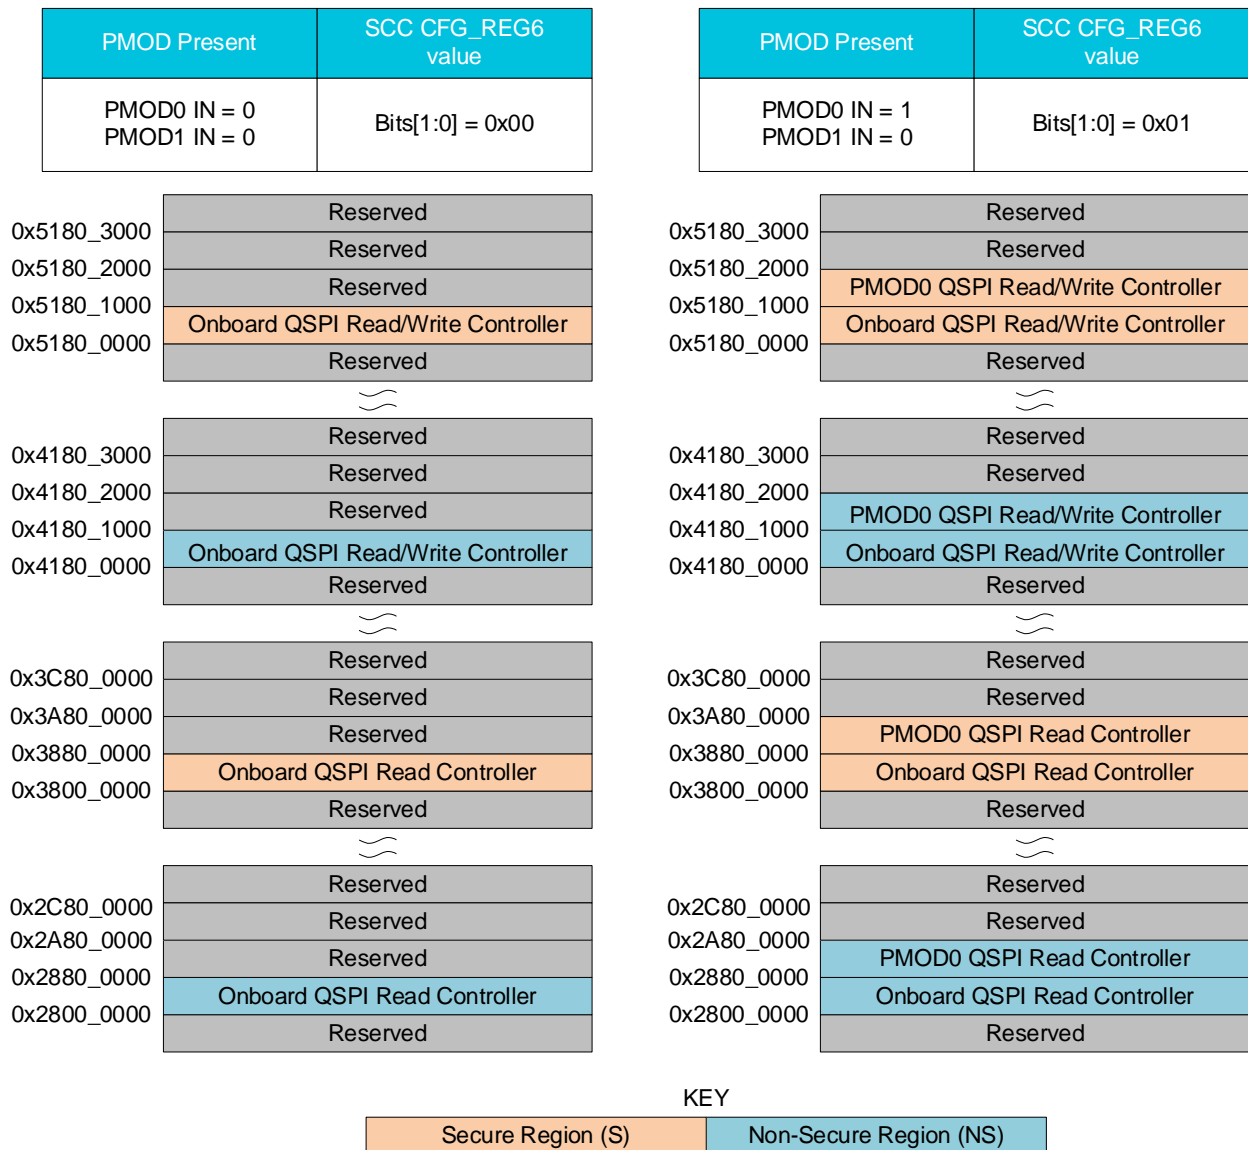 PMOD Present
SCC CFG_REG6
value
PMOD0 IN = 0
PMOD1 IN = 0
Bits[1:0] = 0x00
Reserved
0x5180_3000
Reserved
0x5180_2000
Reserved
0x5180_1000
Onboard QSPI Read/Write Controller
0x5180_0000
Reserved
Reserved
0x4180_3000
Reserved
0x4180_2000
Reserved
0x4180_1000
Onboard QSPI Read/Write Controller
0x4180_0000
Reserved
Reserved
0x3C80_0000
Reserved
0x3A80_0000
Reserved
0x3880_0000
Onboard QSPI Read Controller
0x3800_0000
Reserved
Reserved
0x2C80_0000
Reserved
0x2A80_0000
Reserved
0x2880_0000
Onboard QSPI Read Controller
0x2800_0000
Reserved
PMOD Present
SCC CFG_REG6
value
PMOD0 IN = 1
PMOD1 IN = 0
Bits[1:0] = 0x01
Reserved
0x5180_3000
Reserved
0x5180_2000
PMOD0 QSPI Read/Write Controller
0x5180_1000
Onboard QSPI Read/Write Controller
0x5180_0000
Reserved
Reserved
0x4180_3000
Reserved
0x4180_2000
PMOD0 QSPI Read/Write Controller
0x4180_1000
Onboard QSPI Read/Write Controller
0x4180_0000
Reserved
Reserved
0x3C80_0000
Reserved
0x3A80_0000
PMOD0 QSPI Read Controller
0x3880_0000
Onboard QSPI Read Controller
0x3800_0000
Reserved
Reserved
0x2C80_0000
Reserved
0x2A80_0000
PMOD0 QSPI Read Controller
0x2880_0000
Onboard QSPI Read Controller
0x2800_0000
Reserved
KEY
Secure Region (S)
Non-Secure Region (NS)